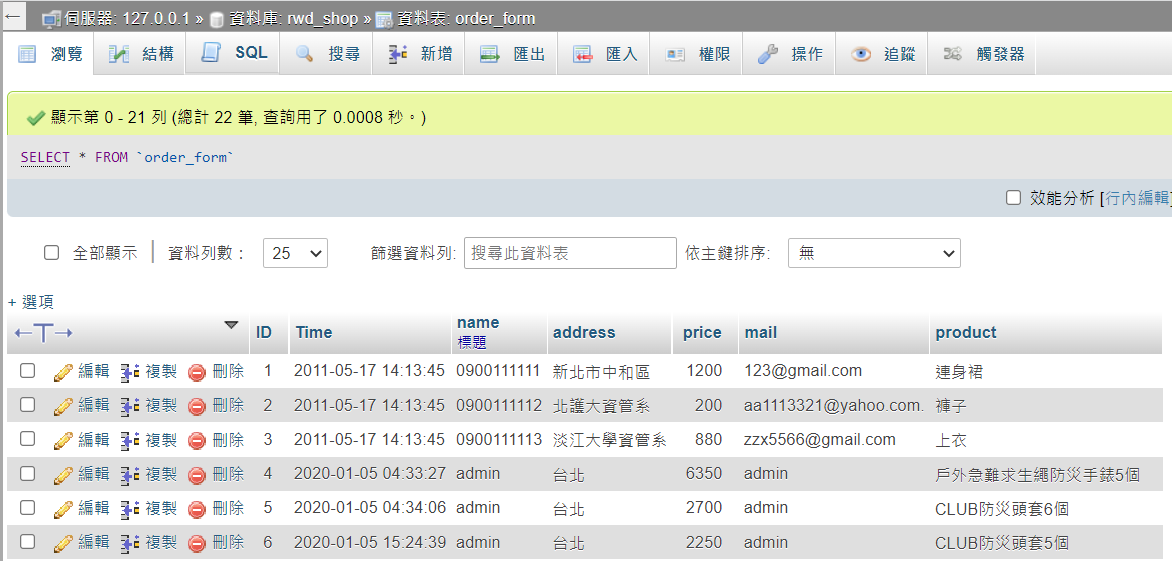 伺服器: 127.0.0.1 » 資料庫: rwd_shop » 資料表: order_form
瀏覽 結構 SQL 搜尋 新增 匯出 匯入 權限 操作 追蹤 觸發器
顯示第 0 - 21 列 (總計 22 筆, 查詢用了 0.0008 秒。)
SELECT * FROM `order_form`
效能分析 [行內編輯]
全部顯示 資料列數： 25 篩選資料列: 搜尋此資料表 依主鍵排序: 無
+ 選項
←T→ ID Time name 標題 address price mail product
編輯 複製 刪除 1 2011-05-17 14:13:45 0900111111 新北市中和區 1200 123@gmail.com 連身裙
編輯 複製 刪除 2 2011-05-17 14:13:45 0900111112 北護大資管系 200 aa1113321@yahoo.com. 褲子
編輯 複製 刪除 3 2011-05-17 14:13:45 0900111113 淡江大學資管系 880 zzx5566@gmail.com 上衣
編輯 複製 刪除 4 2020-01-05 04:33:27 admin 台北 6350 admin 戶外急難求生繩防災手錶5個
編輯 複製 刪除 5 2020-01-05 04:34:06 admin 台北 2700 admin CLUB防災頭套6個
編輯 複製 刪除 6 2020-01-05 15:24:39 admin 台北 2250 admin CLUB防災頭套5個